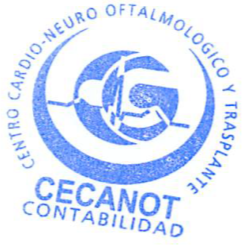 CENTRO CARDIO-NEURO OFTALMOLOGICO Y TRASPLANTE
CECANOT
CONTABILIDAD